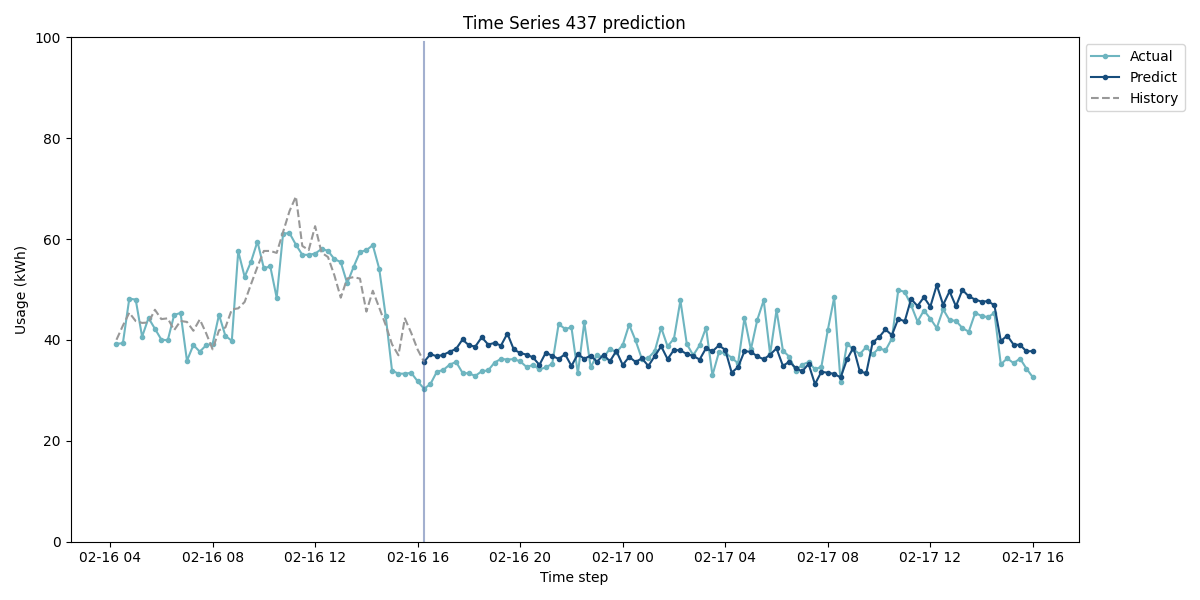 Time Series 437 prediction
100
80
60
40
20
0
Usage (kWh)
02-16 04
02-16 08
02-16 12
02-16 16
02-16 20
02-17 00
02-17 04
02-17 08
02-17 12
02-17 16
Time step
Actual
Predict
History